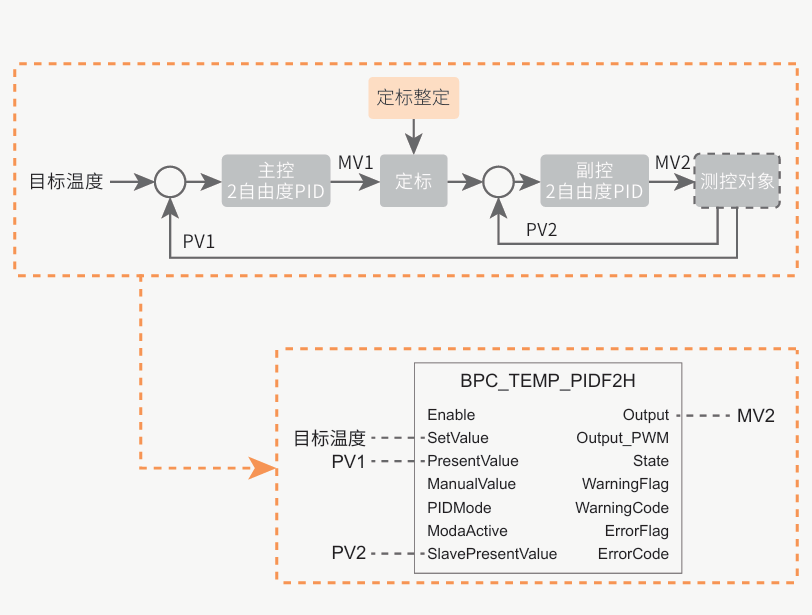 定标整定
目标温度
主控
2自由度PID
MV1
定标
副控
2自由度PID
MV2
测控对象
PV1
PV2
BPC_TEMP_PIDF2H
Enable
Output
MV2
目标温度
SetValue
Output_PWM
PV1
PresentValue
State
ManualValue
WarningFlag
PIDMode
WarningCode
ModaActive
ErrorFlag
PV2
SlavePresentValue
ErrorCode